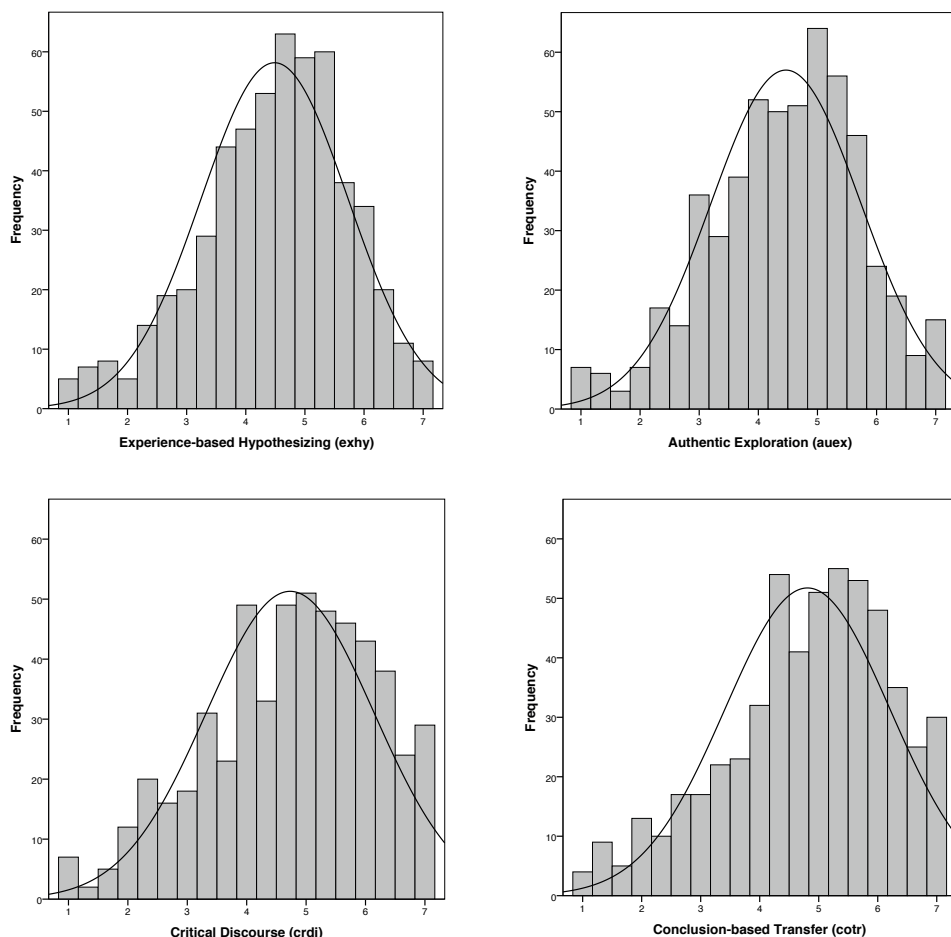 60
50
40
30
20
10
0
Frequency
1 2 3 4 5 6 7
Experience-based Hypothesizing (exhy)
60
50
40
30
20
10
0
Frequency
1 2 3 4 5 6 7
Authentic Exploration (auex)
60
50
40
30
20
10
0
Frequency
1 2 3 4 5 6 7
Critical Discourse (crdi)
60
50
40
30
20
10
0
Frequency
1 2 3 4 5 6 7
Conclusion-based Transfer (cotr)